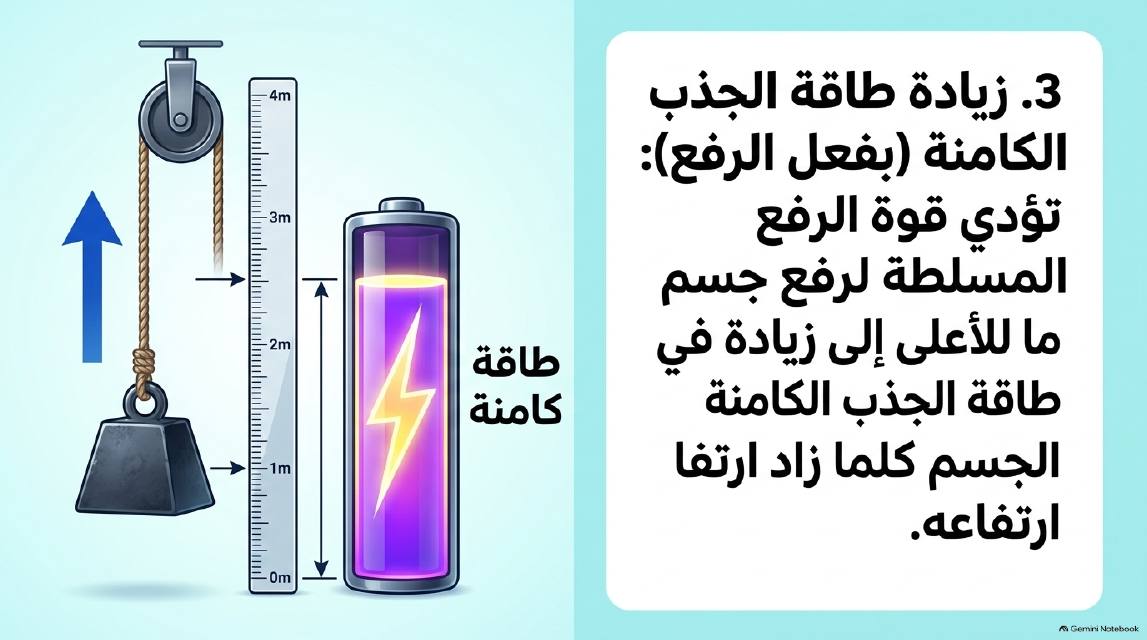 4m
3m
2m
1m
0m
طاقة
كامنة
3. زيادة طاقة الجذب
الكامنة (بفعل الرفع):
تؤدي قوة الرفع
المسلطة لرفع جسم
ما للأعلى إلى زيادة في
طاقة الجذب الكامنة
الجسم كلما زاد ارتفا
ارتفاعه.
Gemini Notebook